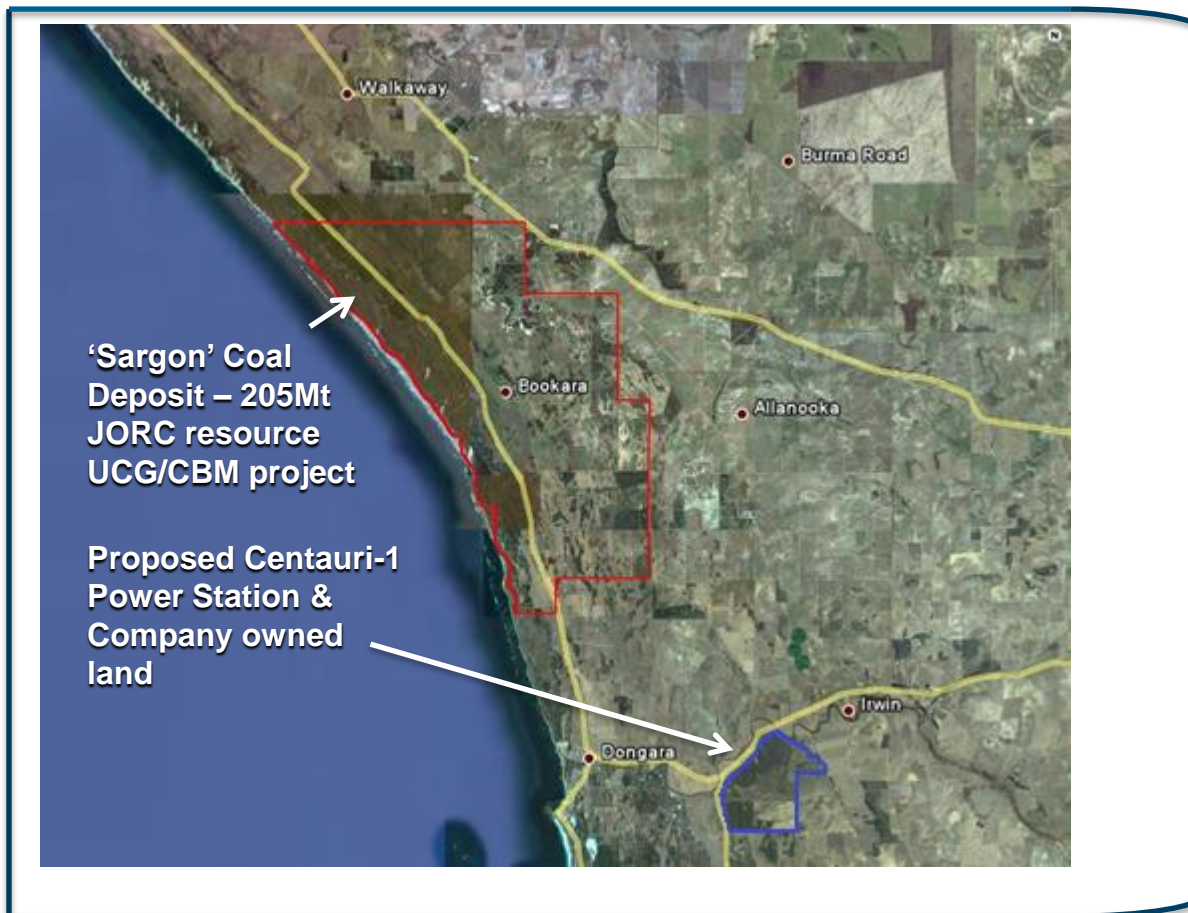 N
Walkaway
Burma Road
Bookara
Allanooka
‘Sargon’ Coal
Deposit – 205Mt
JORC resource
UCG/CBM project
Proposed Centauri-1
Power Station &
Company owned
land
Irwin
Dongara